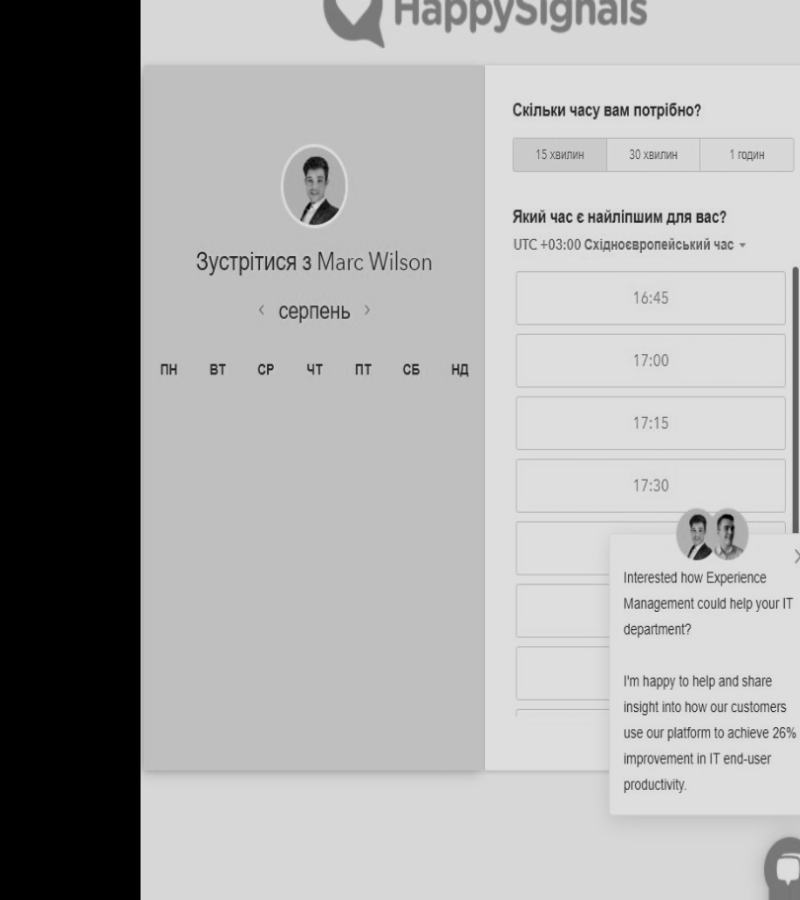 HappySignals
Скільки часу вам потрібно?
15 хвилин 30 хвилин 1 годин
Зустрітися з Marc Wilson
серпень
ПН ВТ СР ЧТ ПТ СБ НД
Який час є найліпшим для вас?
UTC +03:00 Східноєвропейський час
16:45
17:00
17:15
17:30
Interested how Experience
Management could help your IT
department?
I'm happy to help and share
insight into how our customers
use our platform to achieve 26%
improvement in IT end-user
productivity.